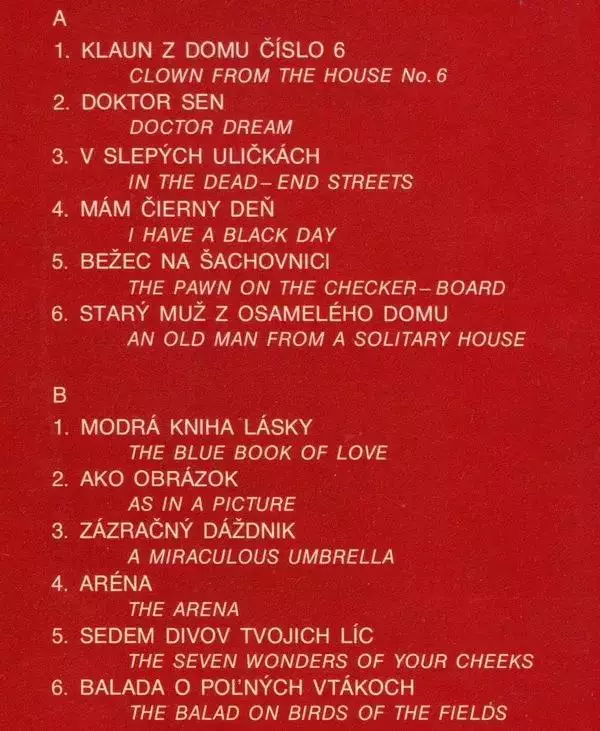 A
1. KLAUN Z DOMU ČÍSLO 6
CLOWN FROM THE HOUSE No. 6
2. DOKTOR SEN
DOCTOR DREAM
3. V SLEPÝCH ULIČKÁCH
IN THE DEAD – END STREETS
4. MÁM ČIERNY DEŇ
I HAVE A BLACK DAY
5. BEŽEC NA ŠACHOVNICI
THE PAWN ON THE CHECKER – BOARD
6. STARÝ MUŽ Z OSAMELÉHO DOMU
AN OLD MAN FROM A SOLITARY HOUSE
B
1. MODRÁ KNIHA LÁSKY
THE BLUE BOOK OF LOVE
2. AKO OBRÁZOK
AS IN A PICTURE
3. ZÁZRAČNÝ DÁŽDNIK
A MIRACULOUS UMBRELLA
4. ARÉNA
THE ARENA
5. SEDEM DIVOV TVOJICH LÍC
THE SEVEN WONDERS OF YOUR CHEEKS
6. BALADA O POĽNÝCH VTÁKOCH
THE BALAD ON BIRDS OF THE FIELDS